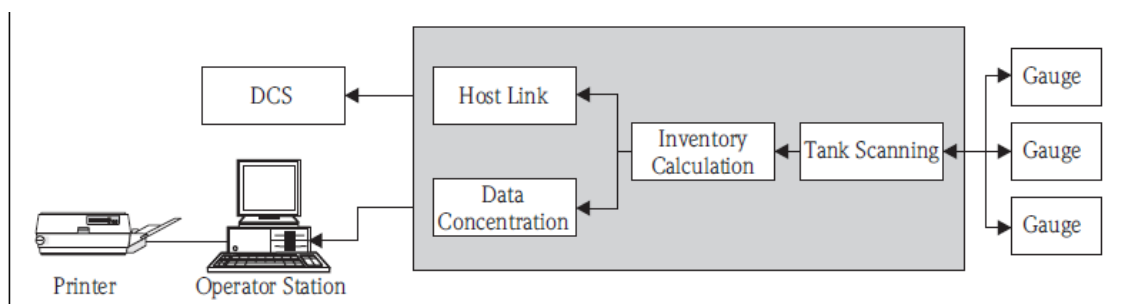 DCS
Host Link
Inventory
Calculation
Tank Scanning
Data
Concentration
Gauge
Gauge
Gauge
Printer
Operator Station